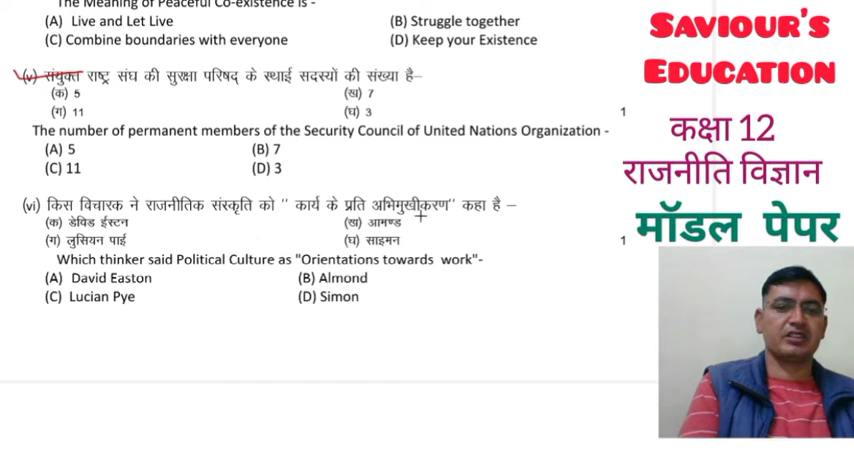 The Meaning of Peaceful Co-existence is -
(A) Live and Let Live (B) Struggle together
(C) Combine boundaries with everyone (D) Keep your Existence
(v) संयुक्त राष्ट्र संघ की सुरक्षा परिषद् के स्थाई सदस्यों की संख्या है–
(क) 5 (ख) 7
(ग) 11 (घ) 3 1
The number of permanent members of the Security Council of United Nations Organization -
(A) 5 (B) 7
(C) 11 (D) 3
(vi) किस विचारक ने राजनीतिक संस्कृति को " कार्य के प्रति अभिमुखीकरण" कहा है –
(क) डेविड ईस्टन (ख) आमण्ड
(ग) लुसियन पाई (घ) साइमन 1
Which thinker said Political Culture as "Orientations towards work"-
(A) David Easton (B) Almond
(C) Lucian Pye (D) Simon
SAVIOUR'S
EDUCATION
कक्षा 12
राजनीति विज्ञान
मॉडल पेपर